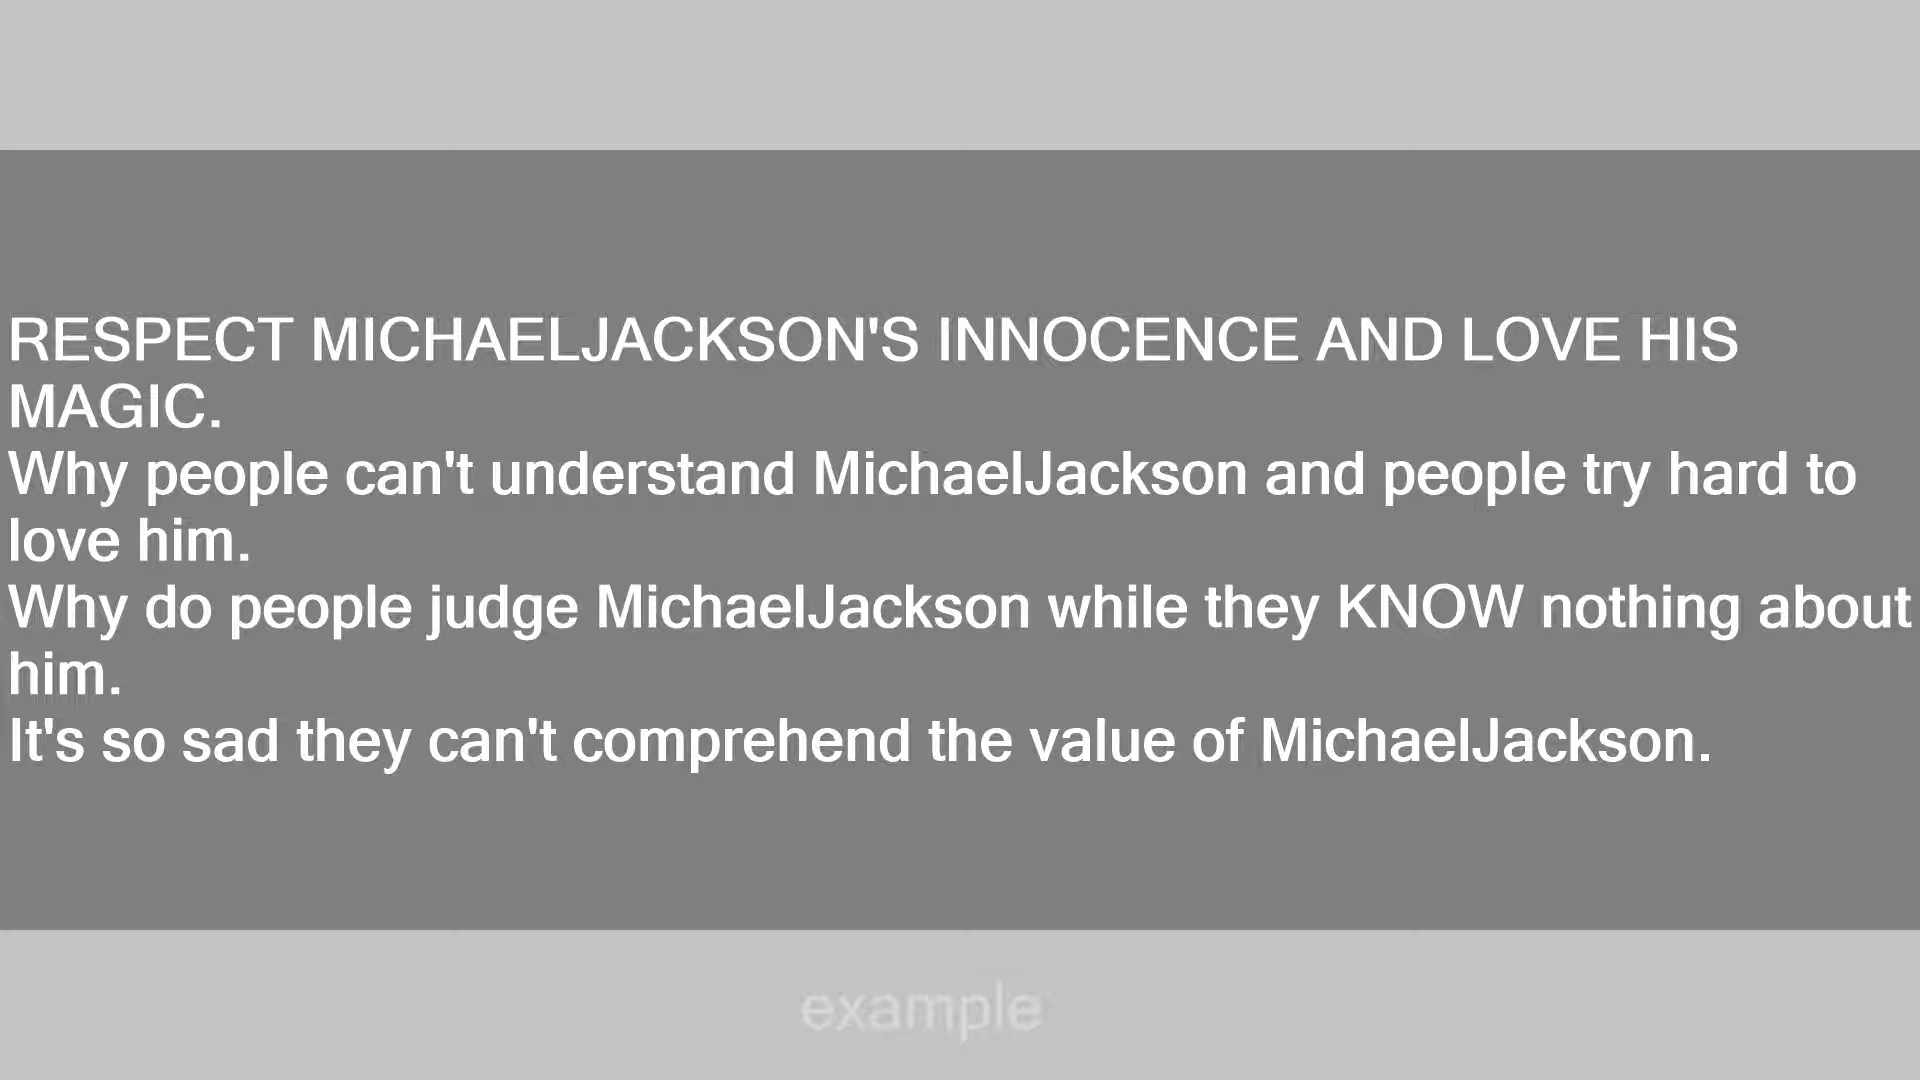 RESPECT MICHAELJACKSON'S INNOCENCE AND LOVE HIS
MAGIC.
Why people can't understand MichaelJackson and people try hard to
love him.
Why do people judge MichaelJackson while they KNOW nothing about
him.
It's so sad they can't comprehend the value of MichaelJackson.
example